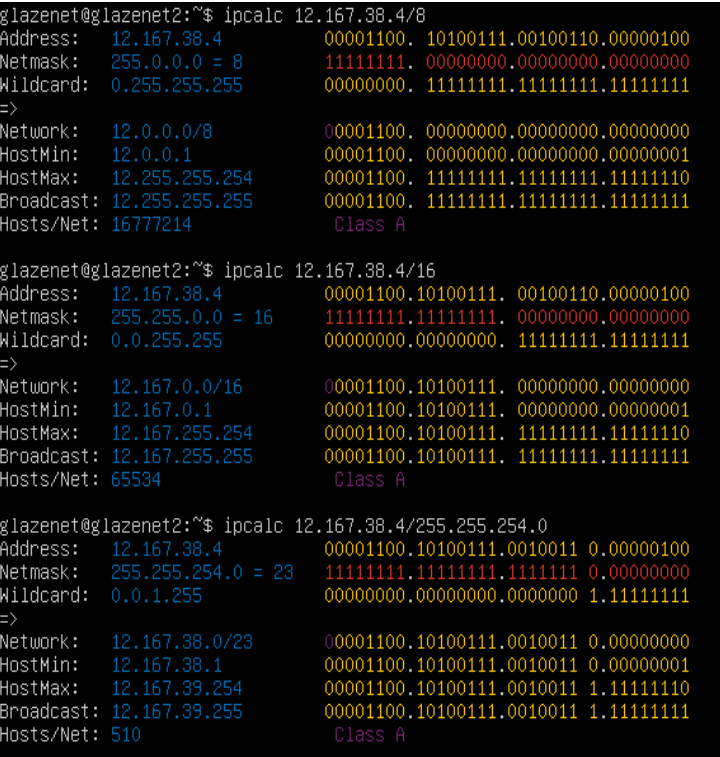 glazenet@glazenet2:~$ ipcalc 12.167.38.4/8
Address: 12.167.38.4 00001100. 10100111.00100110.00000100
Netmask: 255.0.0.0 = 8 11111111. 00000000.00000000.00000000
Wildcard: 0.255.255.255 00000000. 11111111.11111111.11111111
=>
Network: 12.0.0.0/8 00001100. 00000000.00000000.00000000
HostMin: 12.0.0.1 00001100. 00000000.00000000.00000001
HostMax: 12.255.255.254 00001100. 11111111.11111111.11111110
Broadcast: 12.255.255.255 00001100. 11111111.11111111.11111111
Hosts/Net: 16777214 Class A
glazenet@glazenet2:~$ ipcalc 12.167.38.4/16
Address: 12.167.38.4 00001100.10100111. 00100110.00000100
Netmask: 255.255.0.0 = 16 11111111.11111111. 00000000.00000000
Wildcard: 0.0.255.255 00000000.00000000. 11111111.11111111
=>
Network: 12.167.0.0/16 00001100.10100111. 00000000.00000000
HostMin: 12.167.0.1 00001100.10100111. 00000000.00000001
HostMax: 12.167.255.254 00001100.10100111. 11111111.11111110
Broadcast: 12.167.255.255 00001100.10100111. 11111111.11111111
Hosts/Net: 65534 Class A
glazenet@glazenet2:~$ ipcalc 12.167.38.4/255.255.254.0
Address: 12.167.38.4 00001100.10100111.0010011 0.00000100
Netmask: 255.255.254.0 = 23 11111111.11111111.1111111 0.00000000
Wildcard: 0.0.1.255 00000000.00000000.0000000 1.11111111
=>
Network: 12.167.38.0/23 00001100.10100111.0010011 0.00000000
HostMin: 12.167.38.1 00001100.10100111.0010011 0.00000001
HostMax: 12.167.39.254 00001100.10100111.0010011 1.11111110
Broadcast: 12.167.39.255 00001100.10100111.0010011 1.11111111
Hosts/Net: 510 Class A